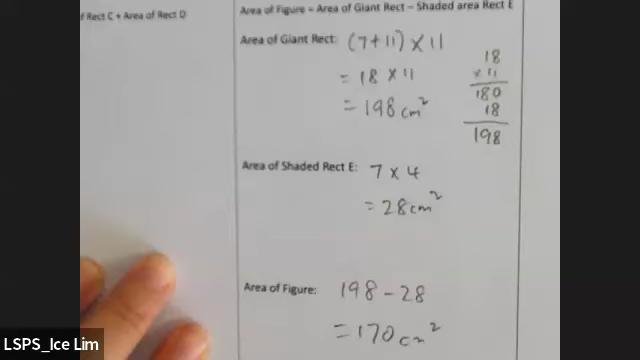 f Rect C + Area of Rect D
Area of Figure = Area of Giant Rect – Shaded area Rect E
Area of Giant Rect: (7+11) × 11
= 18 × 11
= 198 cm²
18
× 11
180
18
198
Area of Shaded Rect E: 7 × 4
= 28 cm²
Area of Figure: 198 – 28
= 170 cm²
LSPS_Ice Lim